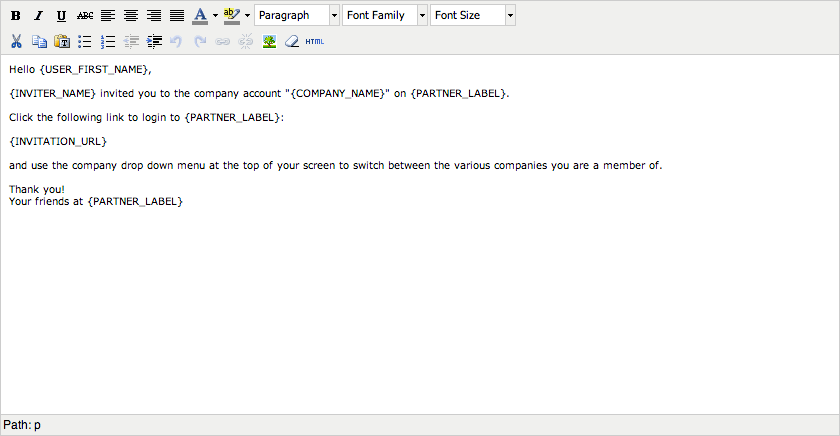 B I U ABC A ab Paragraph Font Family Font Size
HTML
Hello {USER_FIRST_NAME},
{INVITER_NAME} invited you to the company account "{COMPANY_NAME}" on {PARTNER_LABEL}.
Click the following link to login to {PARTNER_LABEL}:
{INVITATION_URL}
and use the company drop down menu at the top of your screen to switch between the various companies you are a member of.
Thank you!
Your friends at {PARTNER_LABEL}
Path: p